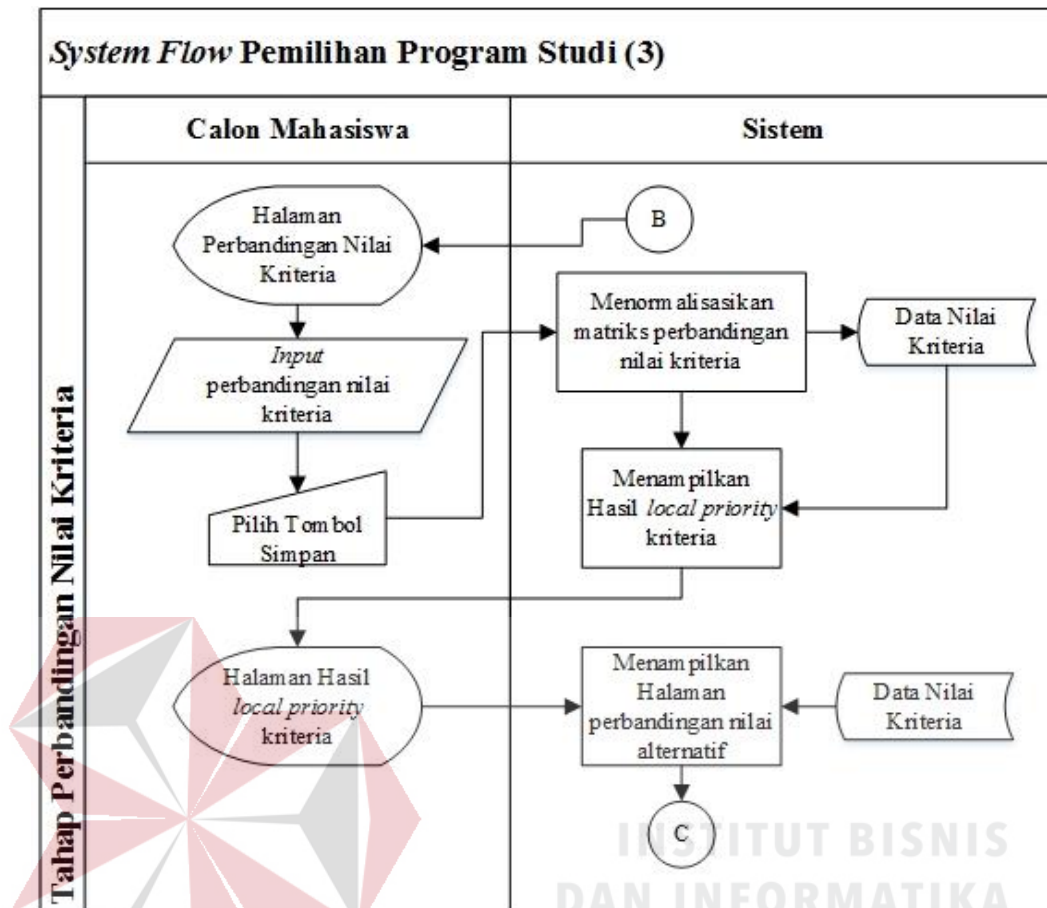 System Flow Pemilihan Program Studi (3)
Calon Mahasiswa
Sistem
Tahap Perbandingan Nilai Kriteria
Halaman
Perbandingan Nilai
Kriteria
B
Input
perbandingan nilai
kriteria
Menormalisasikan
matriks perbandingan
nilai kriteria
Data Nilai
Kriteria
Pilih Tombol
Simpan
Menampilkan
Hasil local priority
kriteria
Halaman Hasil
local priority
kriteria
Menampilkan
Halaman
perbandingan nilai
alternatif
Data Nilai
Kriteria
C
INSTITUT BISNIS
DAN INFORMATIKA